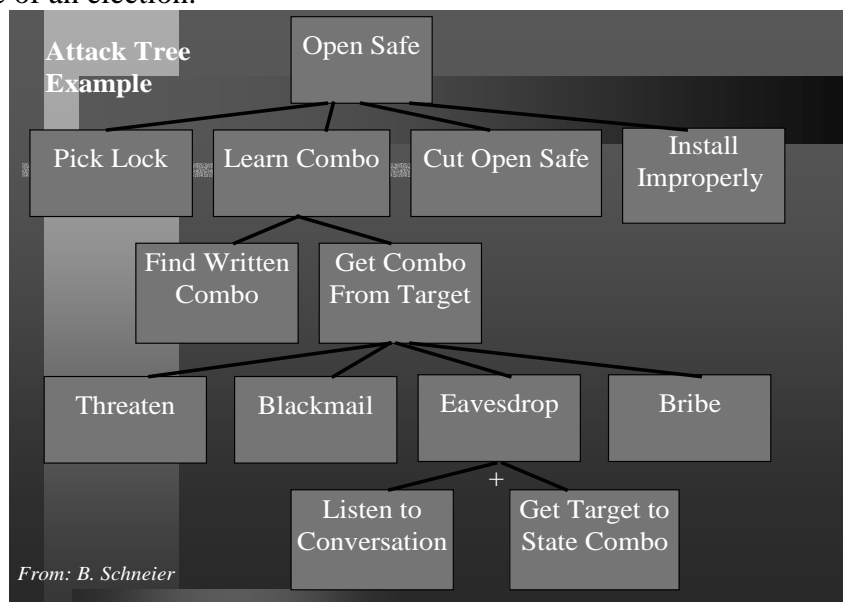 e of an election.
Attack Tree
Example
Open Safe
Pick Lock
Learn Combo
Cut Open Safe
Install
Improperly
Find Written
Combo
Get Combo
From Target
Threaten
Blackmail
Eavesdrop
Bribe
+
Listen to
Conversation
Get Target to
State Combo
From: B. Schneier